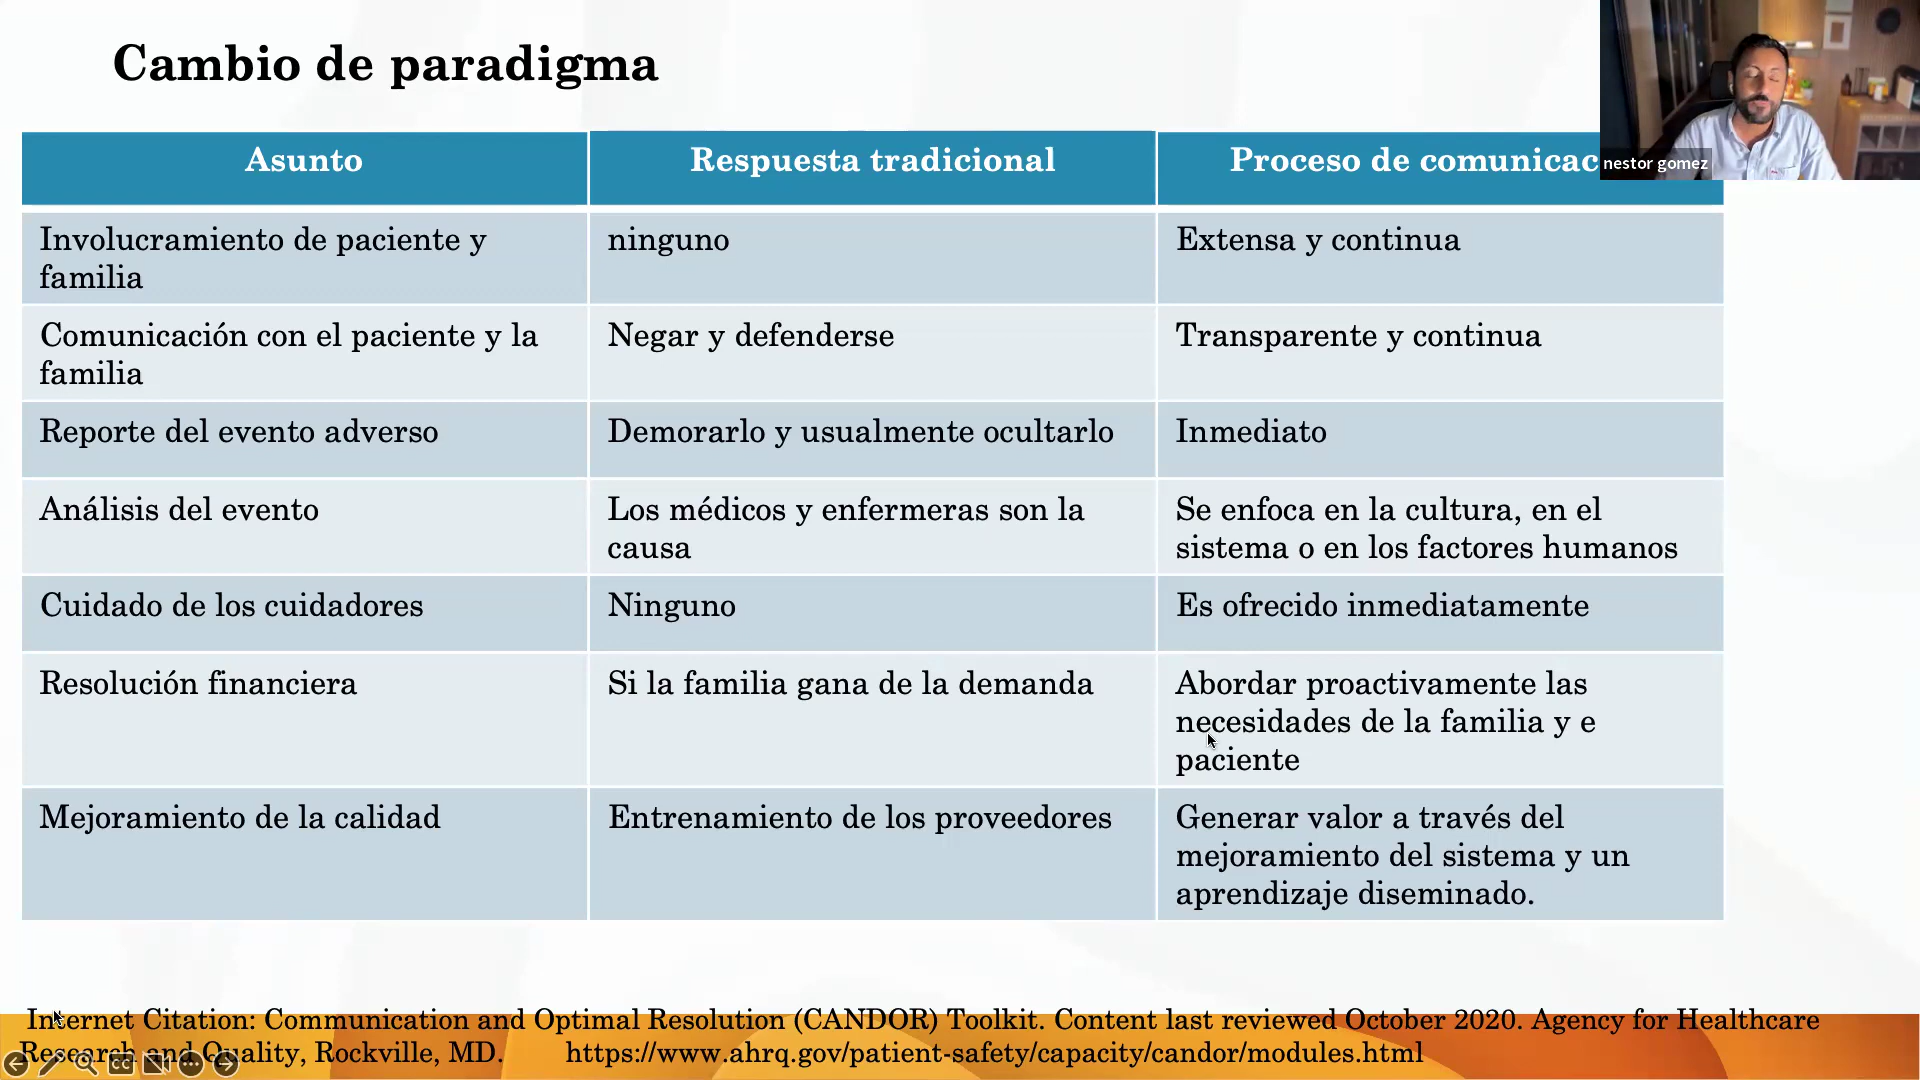 Cambio de paradigma
Asunto
Respuesta tradicional
Proceso de comunicac
nestor gomez
Involucramiento de paciente y
familia
ninguno
Extensa y continua
Comunicación con el paciente y la
familia
Negar y defenderse
Transparente y continua
Reporte del evento adverso
Demorarlo y usualmente ocultarlo
Inmediato
Análisis del evento
Los médicos y enfermeras son la
causa
Se enfoca en la cultura, en el
sistema o en los factores humanos
Cuidado de los cuidadores
Ninguno
Es ofrecido inmediatamente
Resolución financiera
Si la familia gana de la demanda
Abordar proactivamente las
necesidades de la familia y e
paciente
Mejoramiento de la calidad
Entrenamiento de los proveedores
Generar valor a través del
mejoramiento del sistema y un
aprendizaje diseminado.
Internet Citation: Communication and Optimal Resolution (CANDOR) Toolkit. Content last reviewed October 2020. Agency for Healthcare
Research and Quality, Rockville, MD. https://www.ahrq.gov/patient-safety/capacity/candor/modules.html
CC